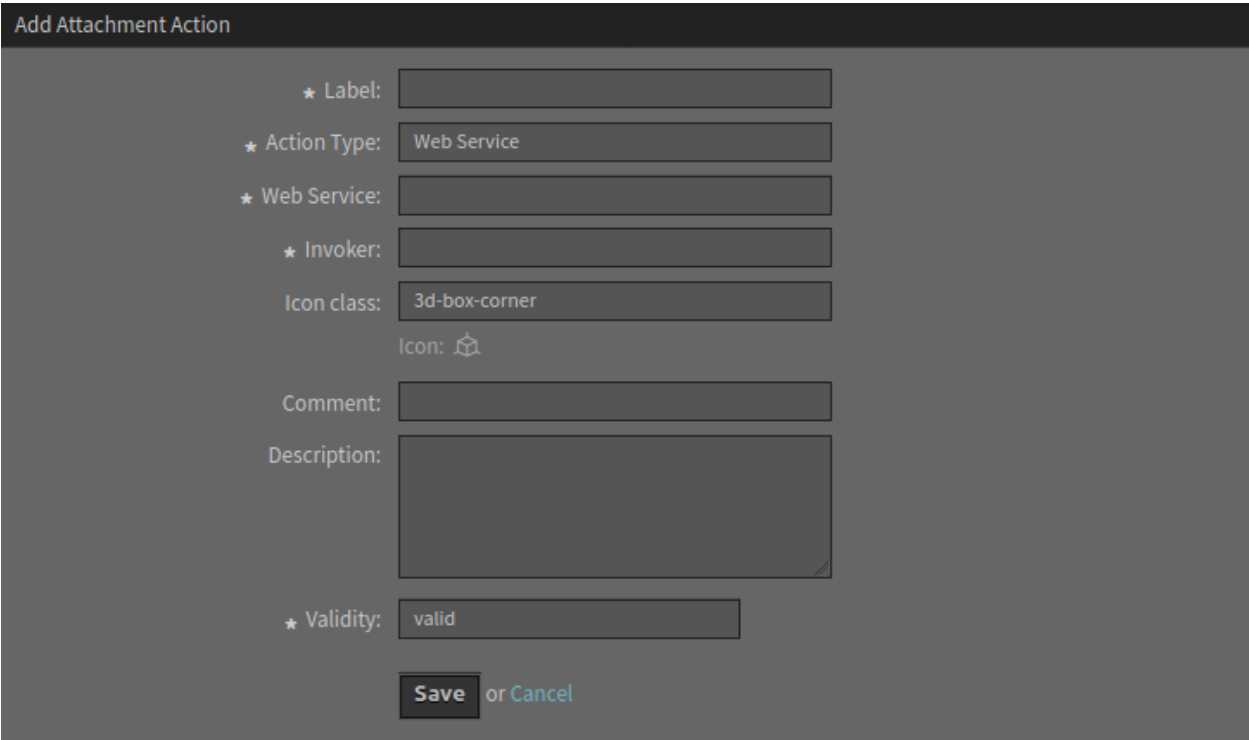 Add Attachment Action
★ Label:
★ Action Type: Web Service
★ Web Service:
★ Invoker:
Icon class: 3d-box-corner
Icon:
Comment:
Description:
★ Validity: valid
Save or Cancel